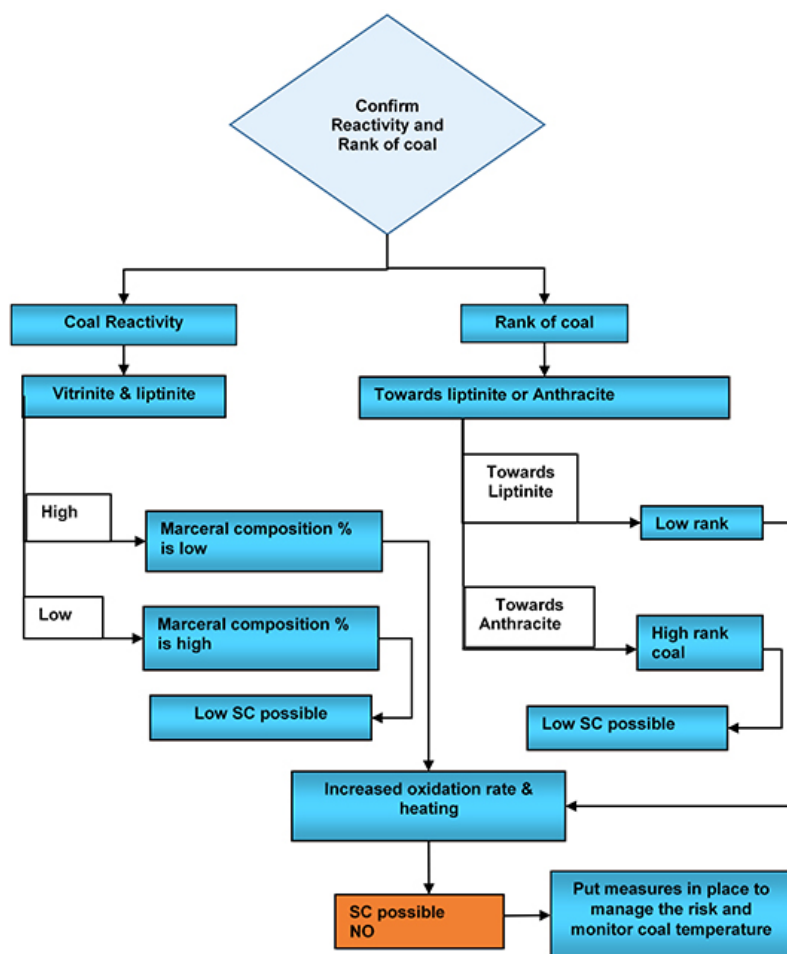 Confirm
Reactivity and
Rank of coal
Coal Reactivity
Rank of coal
Vitrinite & liptinite
Towards liptinite or Anthracite
High
Marceral composition %
is low
Low
Marceral composition %
is high
Low SC possible
Towards
Liptinite
Low rank
Towards
Anthracite
High rank
coal
Low SC possible
Increased oxidation rate &
heating
SC possible
NO
Put measures in place to
manage the risk and
monitor coal temperature